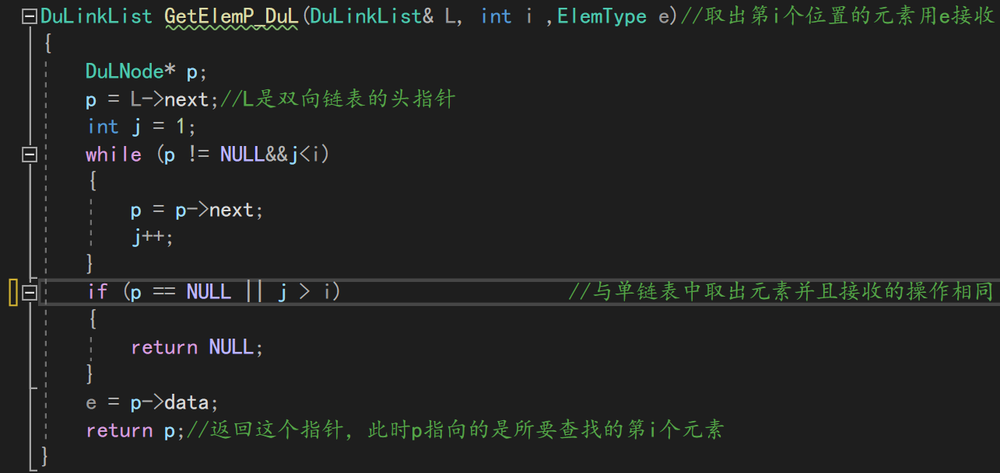 DuLinkList GetElemP_DuL(DuLinkList& L, int i ,ElemType e)//取出第i个位置的元素用e接收
{
DuLNode* p;
p = L->next;//L是双向链表的头指针
int j = 1;
while (p != NULL&&j<i)
{
p = p->next;
j++;
}
if (p == NULL || j > i) //与单链表中取出元素并且接收的操作相同
{
return NULL;
}
e = p->data;
return p;//返回这个指针，此时p指向的是所要查找的第i个元素
}